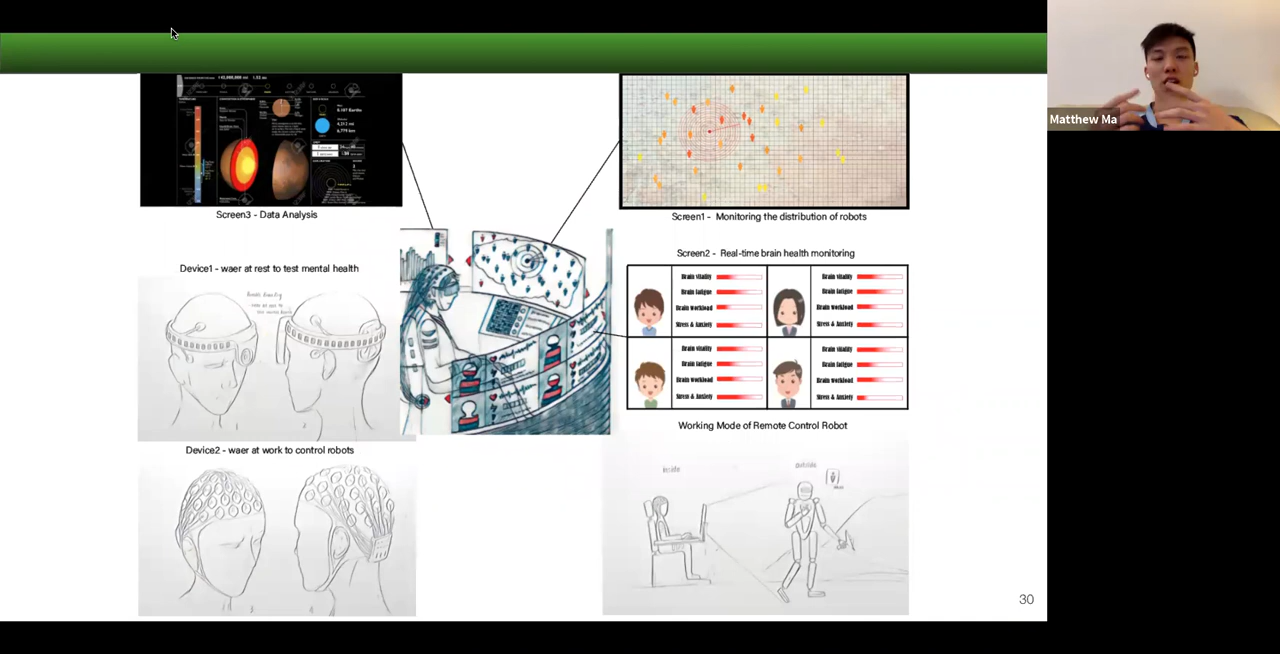 Matthew Ma
Screen3 - Data Analysis
Screen1 - Monitoring the distribution of robots
Screen2 - Real-time brain health monitoring
Device1 - waer at rest to test mental health
Brain vitality
Brain fatigue
Brain workload
Stress & Anxiety
Brain vitality
Brain fatigue
Brain workload
Stress & Anxiety
Brain vitality
Brain fatigue
Brain workload
Stress & Anxiety
Brain vitality
Brain fatigue
Brain workload
Stress & Anxiety
Working Mode of Remote Control Robot
Device2 - waer at work to control robots
Inside
Outside
30